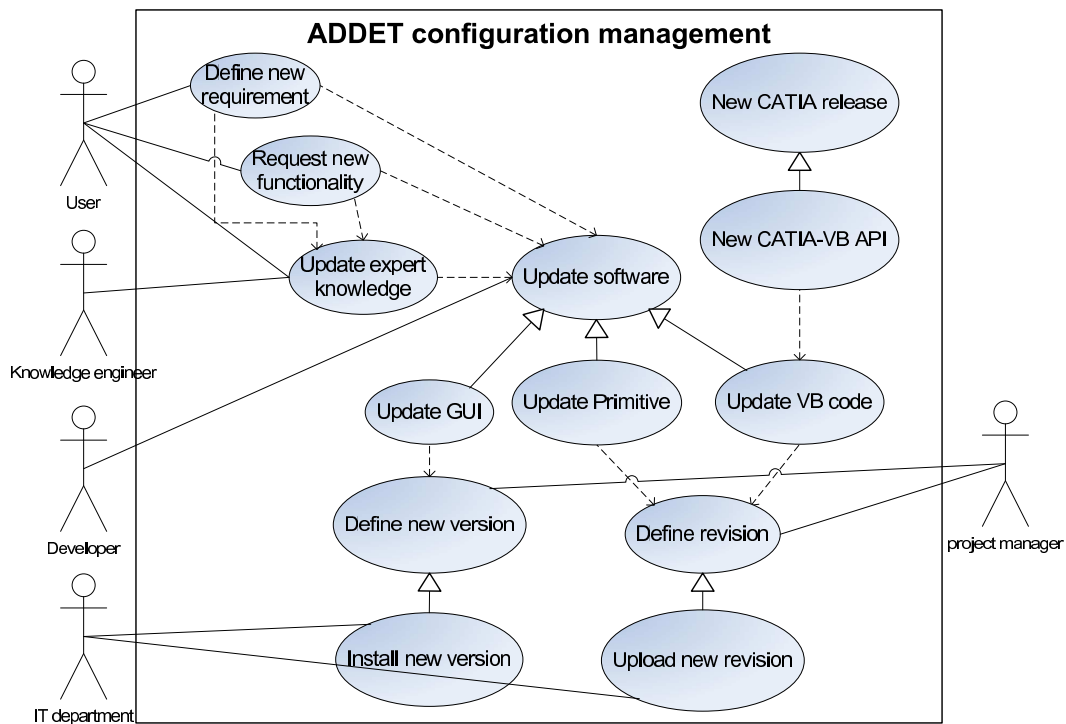 ADDET configuration management
Define new
requirement
New CATIA release
Request new
functionality
User
New CATIA-VB API
Update expert
knowledge
Update software
Knowledge engineer
Update GUI
Update Primitive
Update VB code
Define new version
Define revision
Developer
project manager
Install new version
Upload new revision
IT department